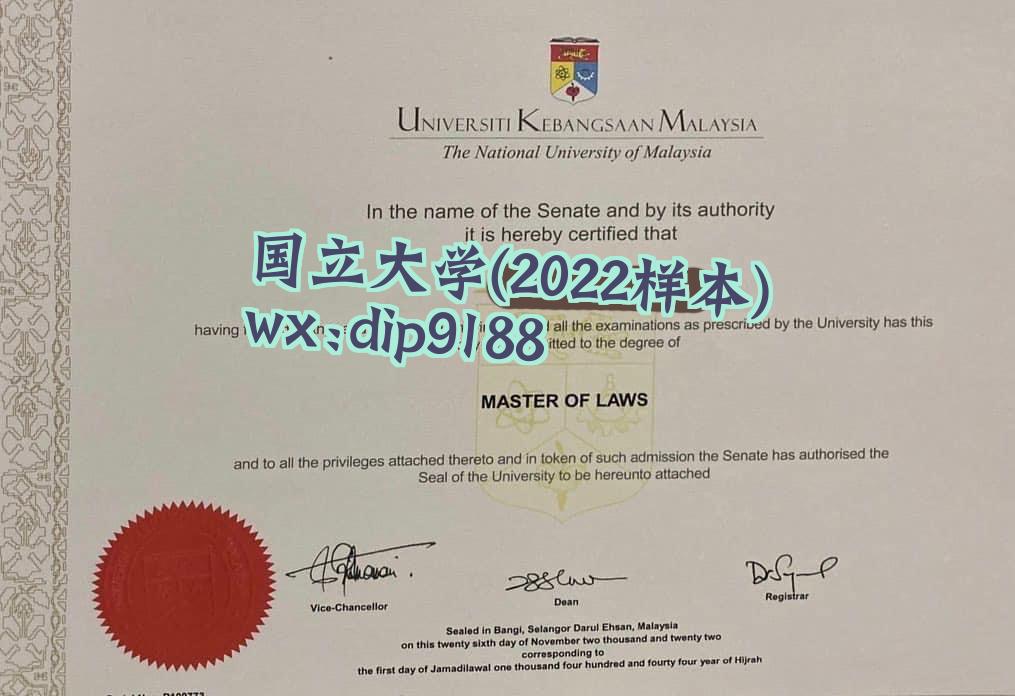 UNIVERSITI KEBANGSAAN MALAYSIA
The National University of Malaysia
In the name of the Senate and by its authority
it is hereby certified that
国立大学(2022样本)
wx:dip9188
having all the examinations as prescribed by the University has this
itted to the degree of
MASTER OF LAWS
and to all the privileges attached thereto and in token of such admission the Senate has authorised the
Seal of the University to be hereunto attached
Vice-Chancellor
Dean
Registrar
Sealed in Bangi, Selangor Darul Ehsan, Malaysia
on this twenty sixth day of November two thousand and twenty two
corresponding to
the first day of Jamadilawal one thousand four hundred and fourty four year of Hijrah